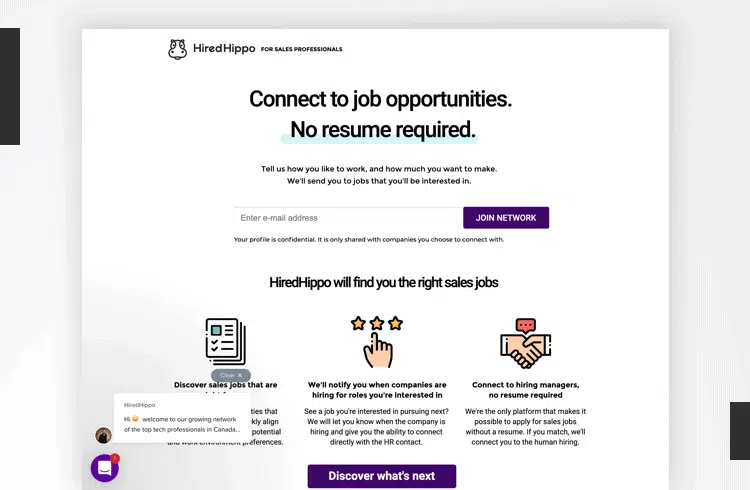 HiredHippo FOR SALES PROFESSIONALS
Connect to job opportunities.
No resume required.
Tell us how you like to work, and how much you want to make.
We'll send you to jobs that you'll be interested in.
Enter e-mail address
JOIN NETWORK
Your profile is confidential. It is only shared with companies you choose to connect with.
HiredHippo will find you the right sales jobs
Discover sales jobs that are
We'll notify you when companies are
hiring for roles you're interested in
See a job you're interested in pursuing next?
We will let you know when the company is
hiring and give you the ability to connect
directly with the HR contact.
Connect to hiring managers,
no resume required
We're the only platform that makes it
possible to apply for sales jobs
without a resume. If you match, we'll
connect you to the human hiring.
that
align
potential
and work environment preferences.
Clear ✕
HiredHippo
Hi 😄 welcome to our growing network
of the top tech professionals in Canada...
1
Discover what's next